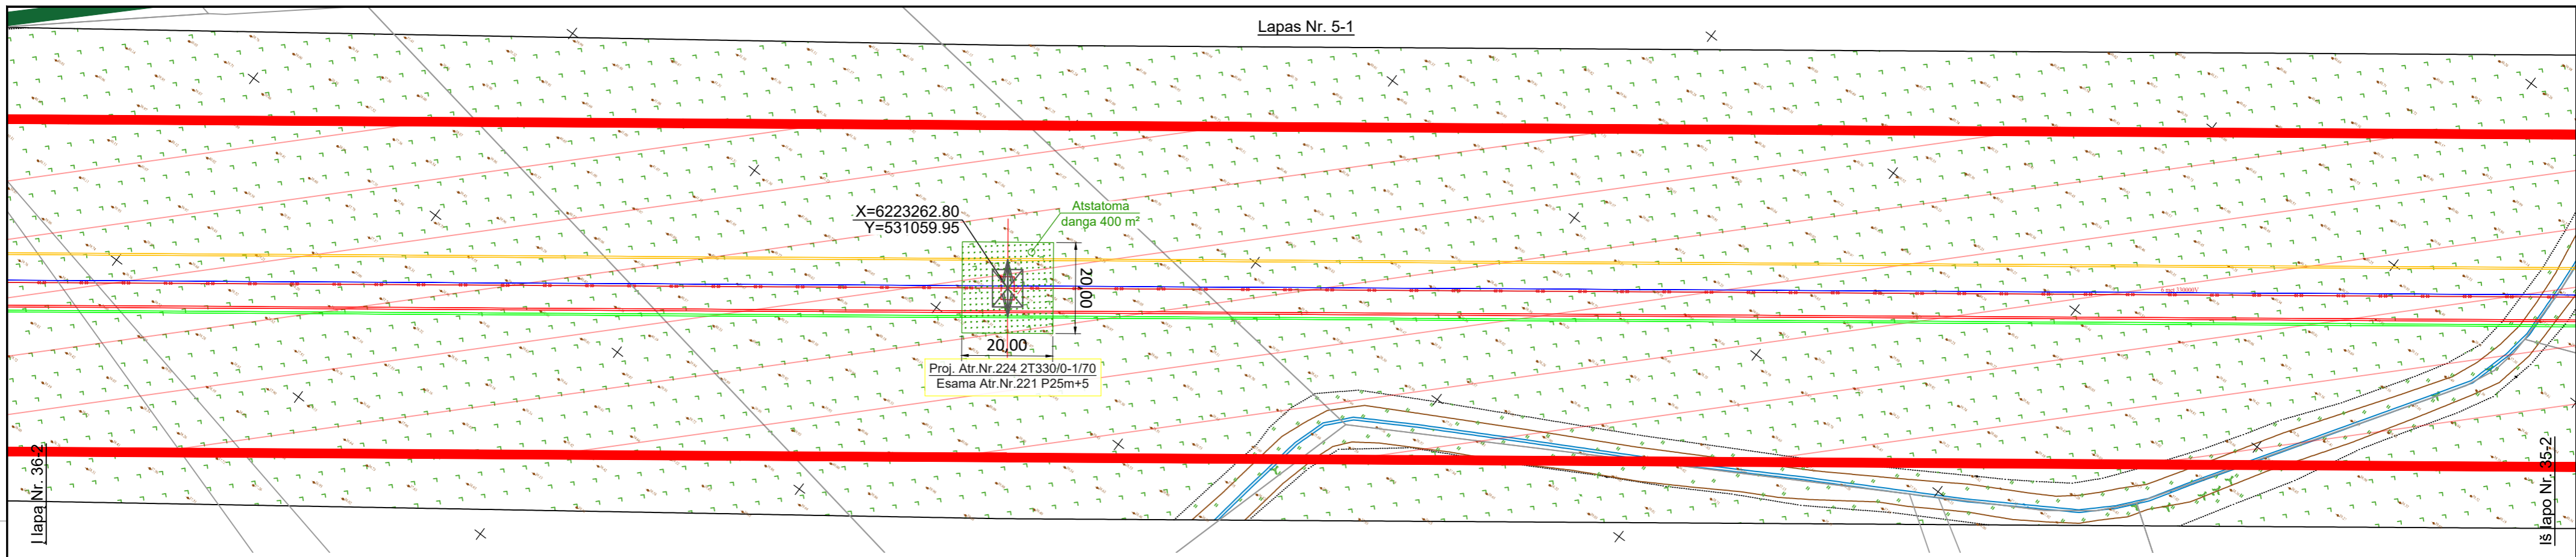 Lapas Nr. 5-1
X=6223262.80
Y=531059.95
Atstatoma
danga 400 m²
20.00
20.00
Proj. Atr.Nr.224 2T330/0-1/70
Esama Atr.Nr.221 P25m+5
Į lapą Nr. 36-2
Iš lapo Nr. 35-2